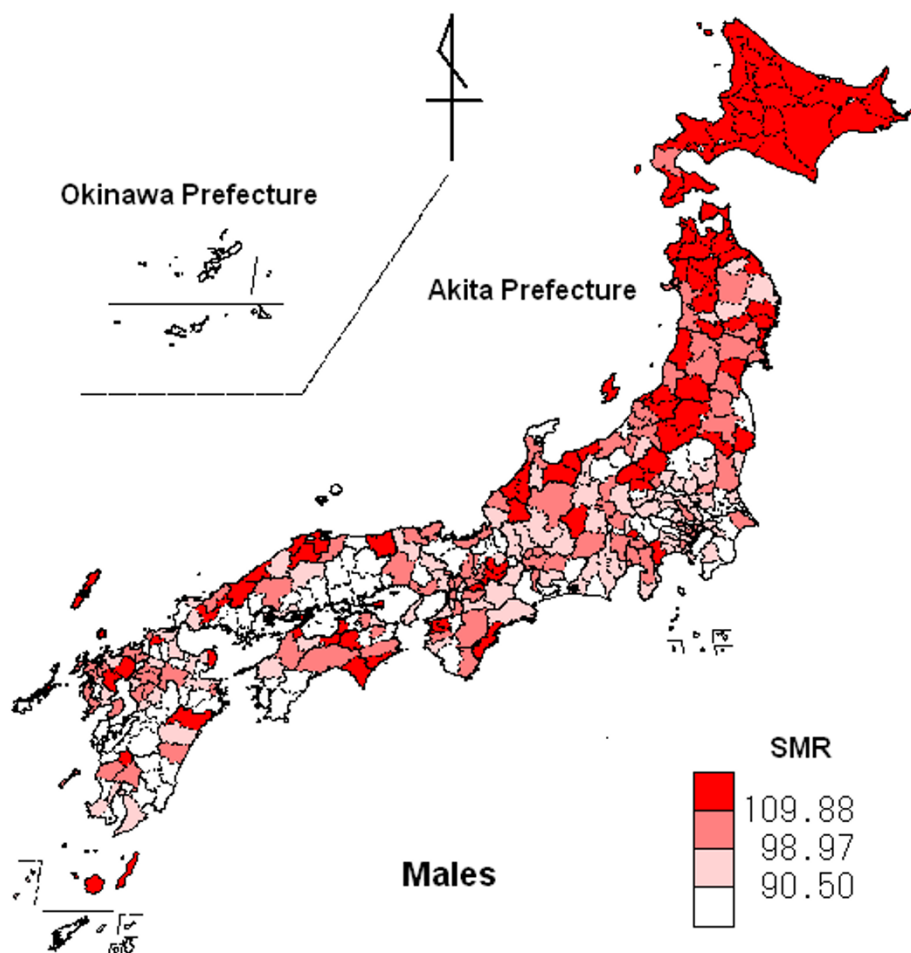 Okinawa Prefecture
Akita Prefecture
SMR
109.88
98.97
90.50
Males